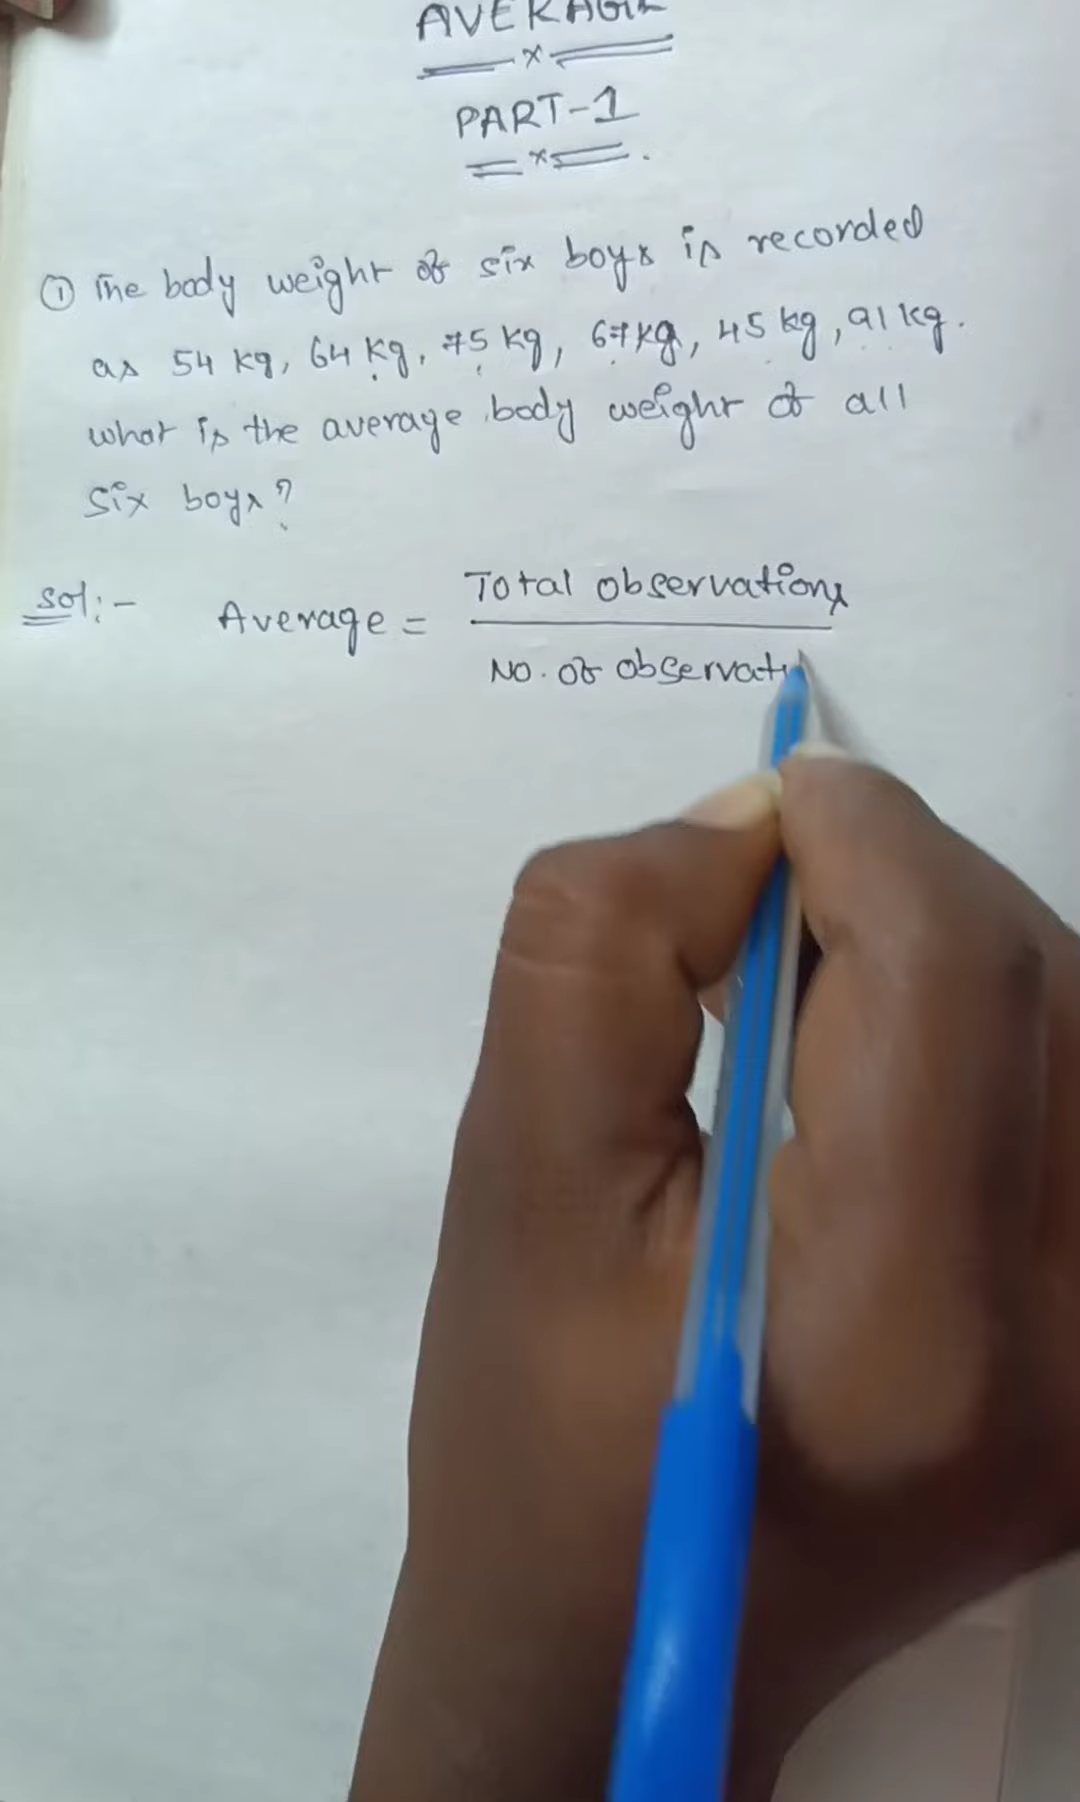 AVERAGE
PART-1
① The body weight of six boys is recorded
as 54 kg, 64 kg, 75 kg, 67 kg, 45 kg, 91 kg.
what is the average body weight of all
six boys?
Sol:- Average = Total observations
No. of observati